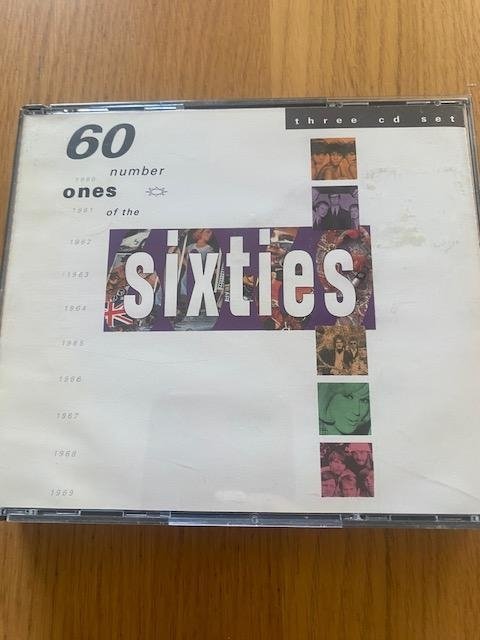 three cd set
60
number
1960
ones
1961
of the
1962
sixties
1963
1964
1965
1966
1967
1968
1969